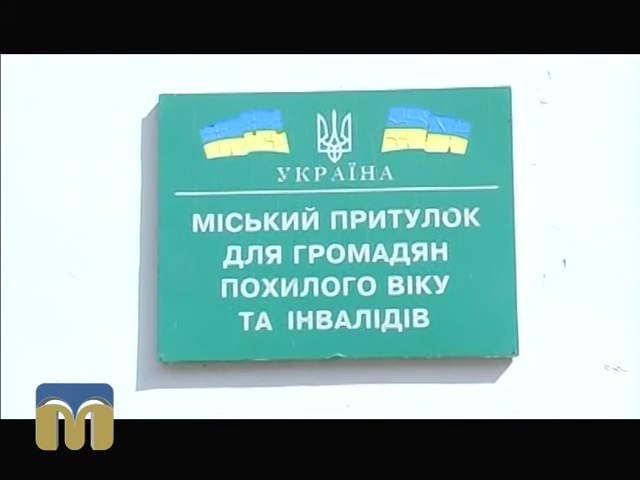 УКРАЇНА
МІСЬКИЙ ПРИТУЛОК
ДЛЯ ГРОМАДЯН
ПОХИЛОГО ВІКУ
ТА ІНВАЛІДІВ
М